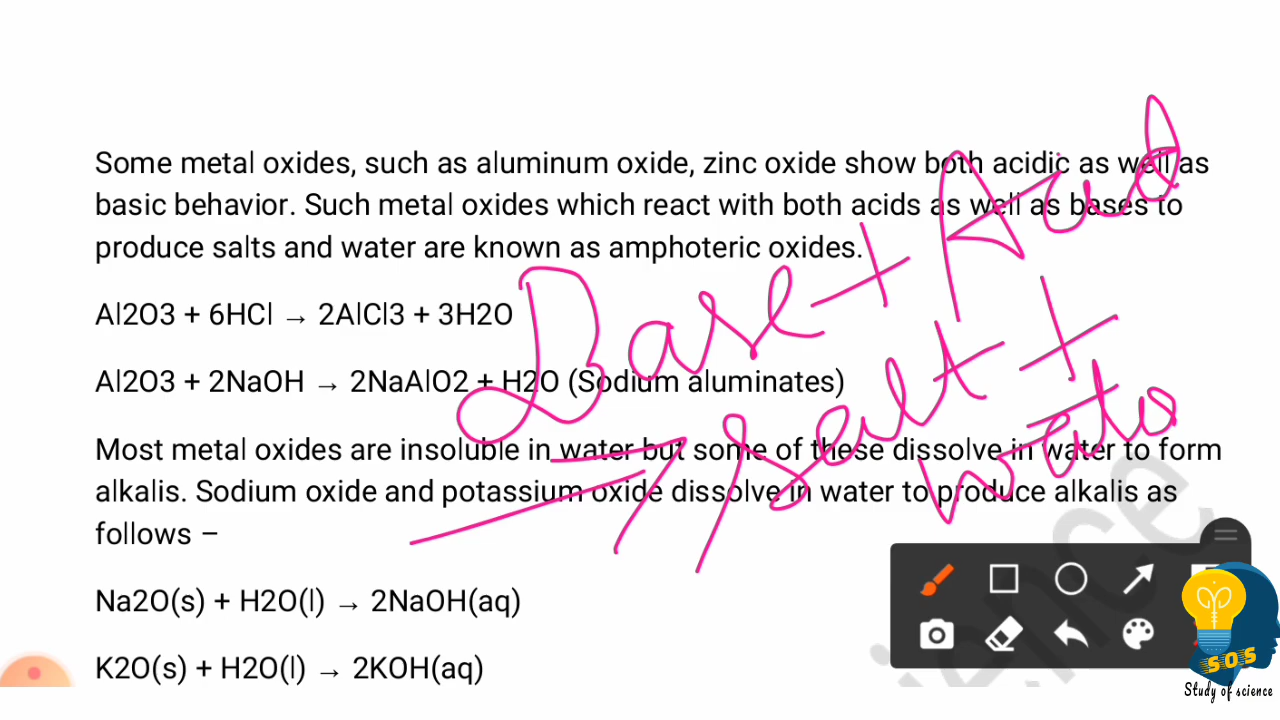 Some metal oxides, such as aluminum oxide, zinc oxide show both acidic as well as
basic behavior. Such metal oxides which react with both acids as well as bases to
produce salts and water are known as amphoteric oxides.
Al2O3 + 6HCl → 2AlCl3 + 3H2O
Al2O3 + 2NaOH → 2NaAlO2 + H2O (Sodium aluminates)
Most metal oxides are insoluble in water but some of these dissolve in water to form
alkalis. Sodium oxide and potassium oxide dissolve in water to produce alkalis as
follows –
Na2O(s) + H2O(l) → 2NaOH(aq)
K2O(s) + H2O(l) → 2KOH(aq)
Base + Acid
→ Salt +
SOS
Study of science